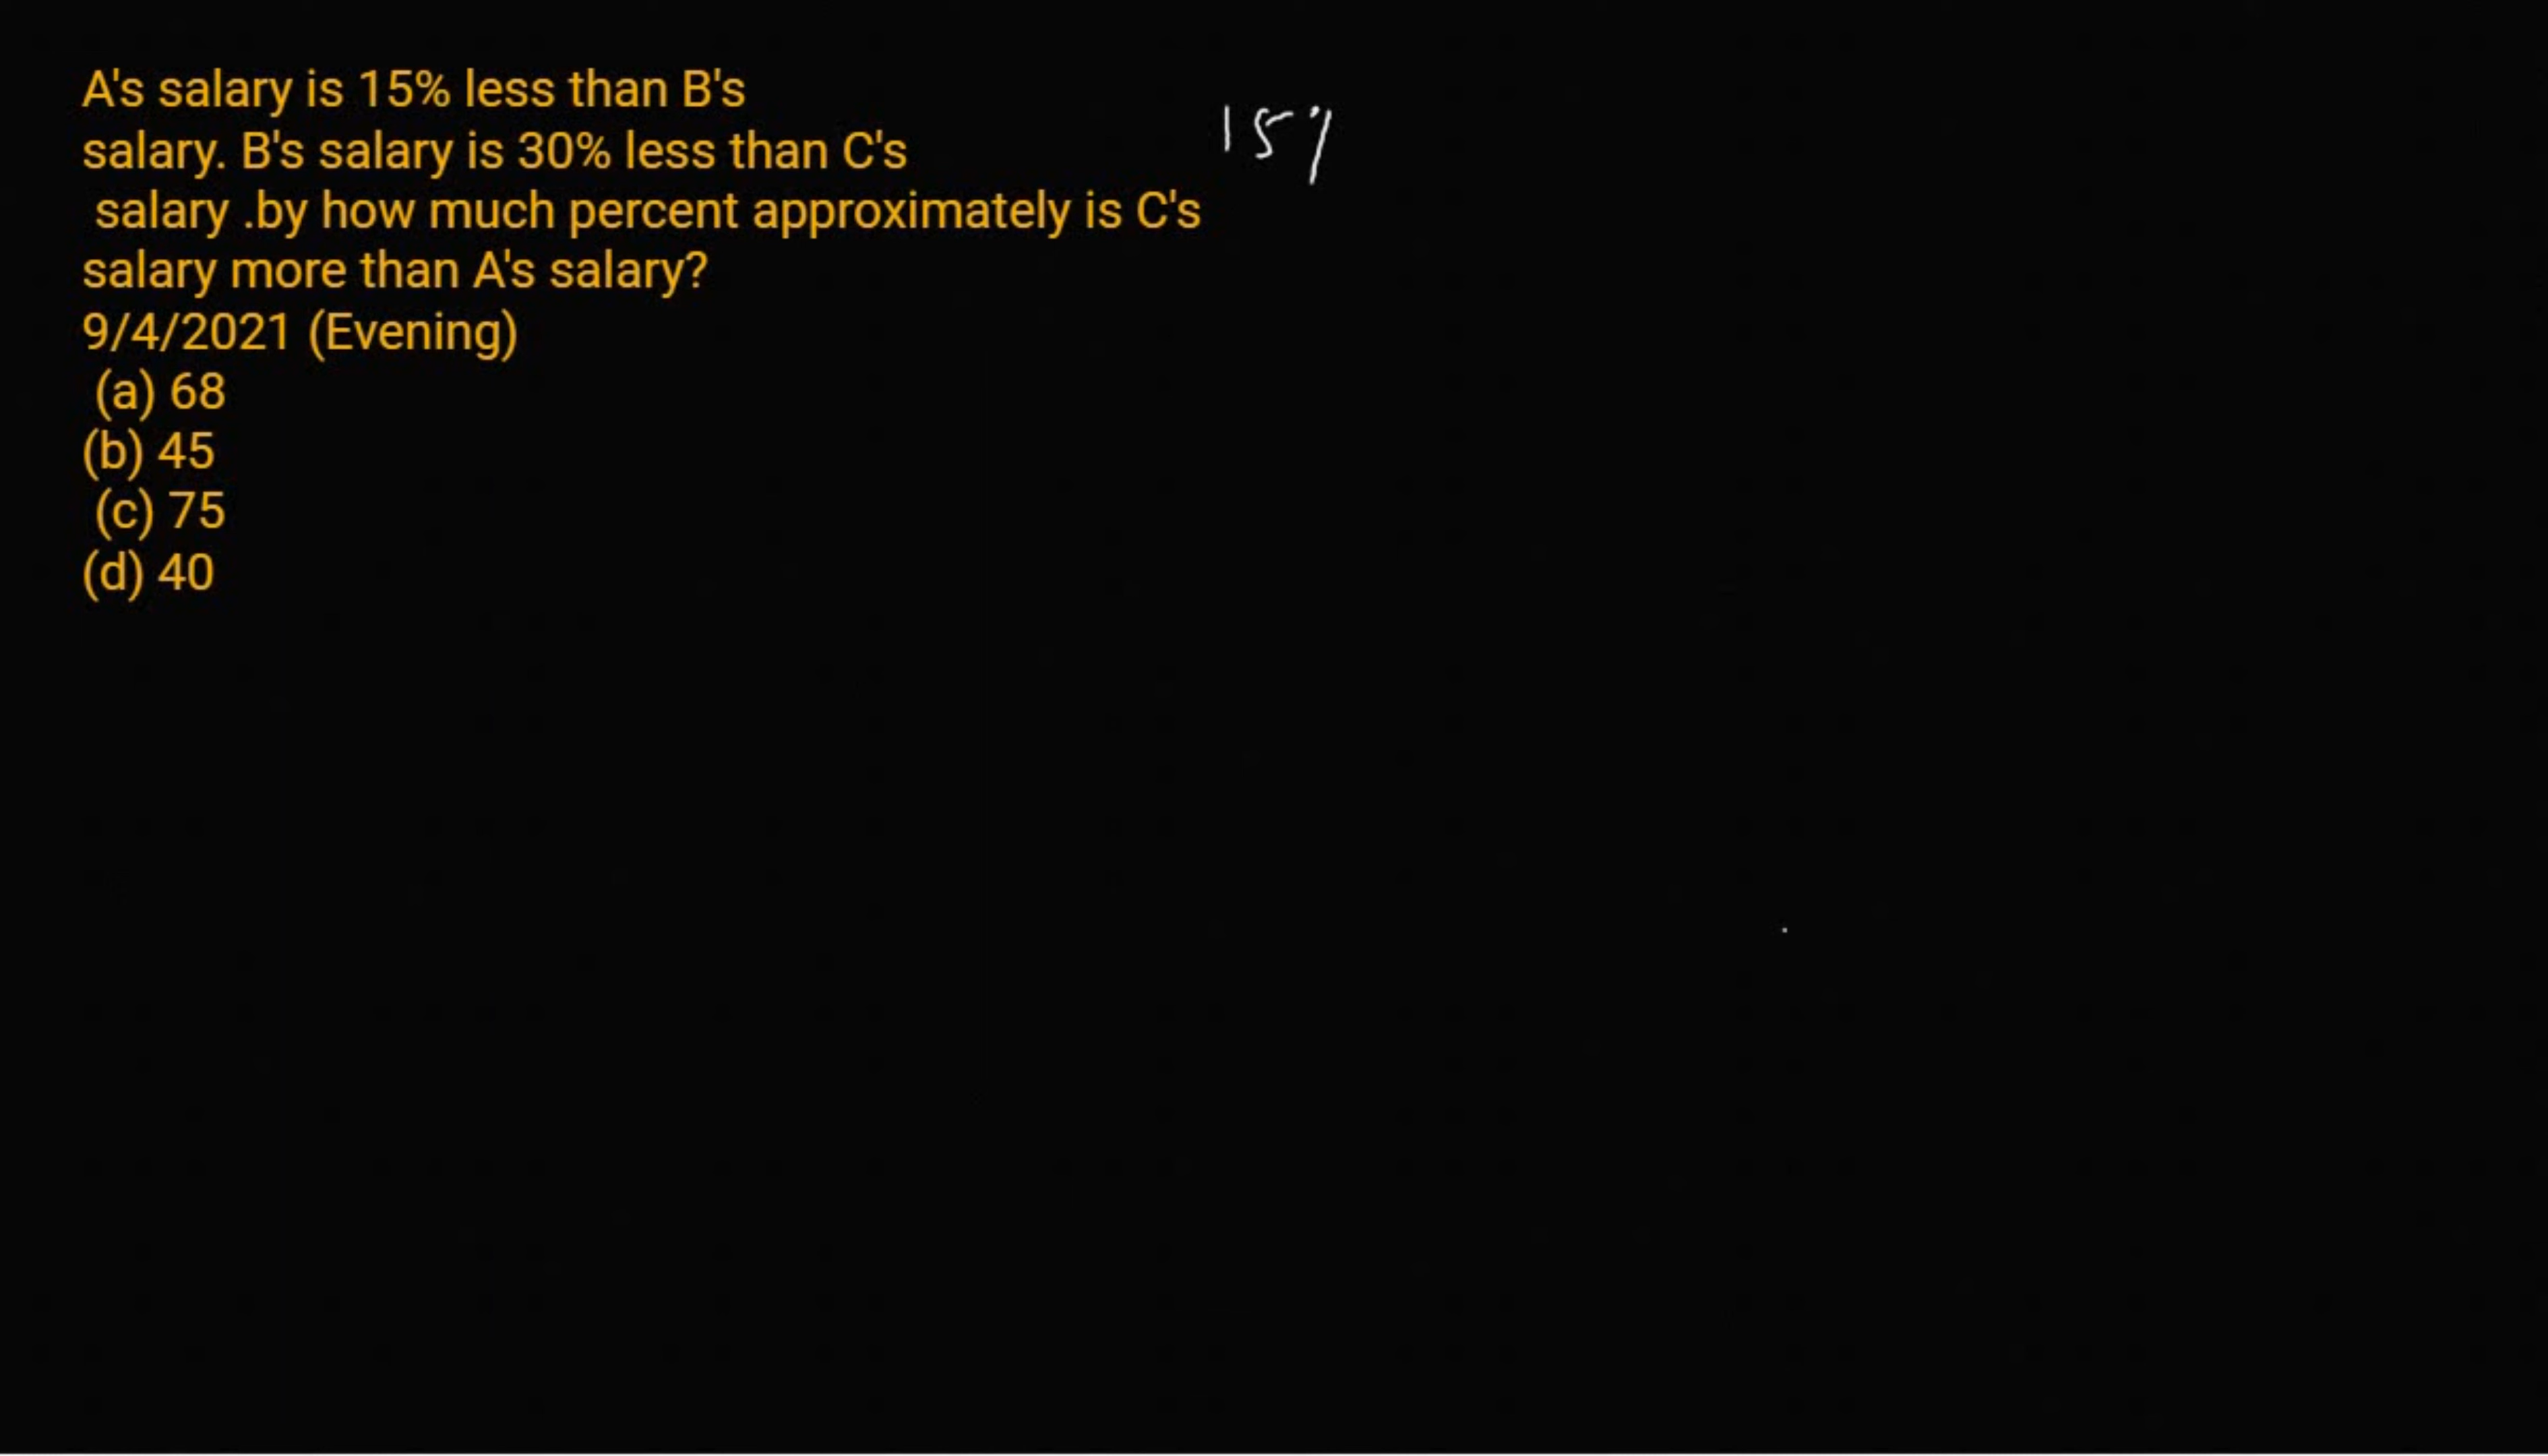 A's salary is 15% less than B's
salary. B's salary is 30% less than C's
salary .by how much percent approximately is C's
salary more than A's salary?
9/4/2021 (Evening)
(a) 68
(b) 45
(c) 75
(d) 40
15%